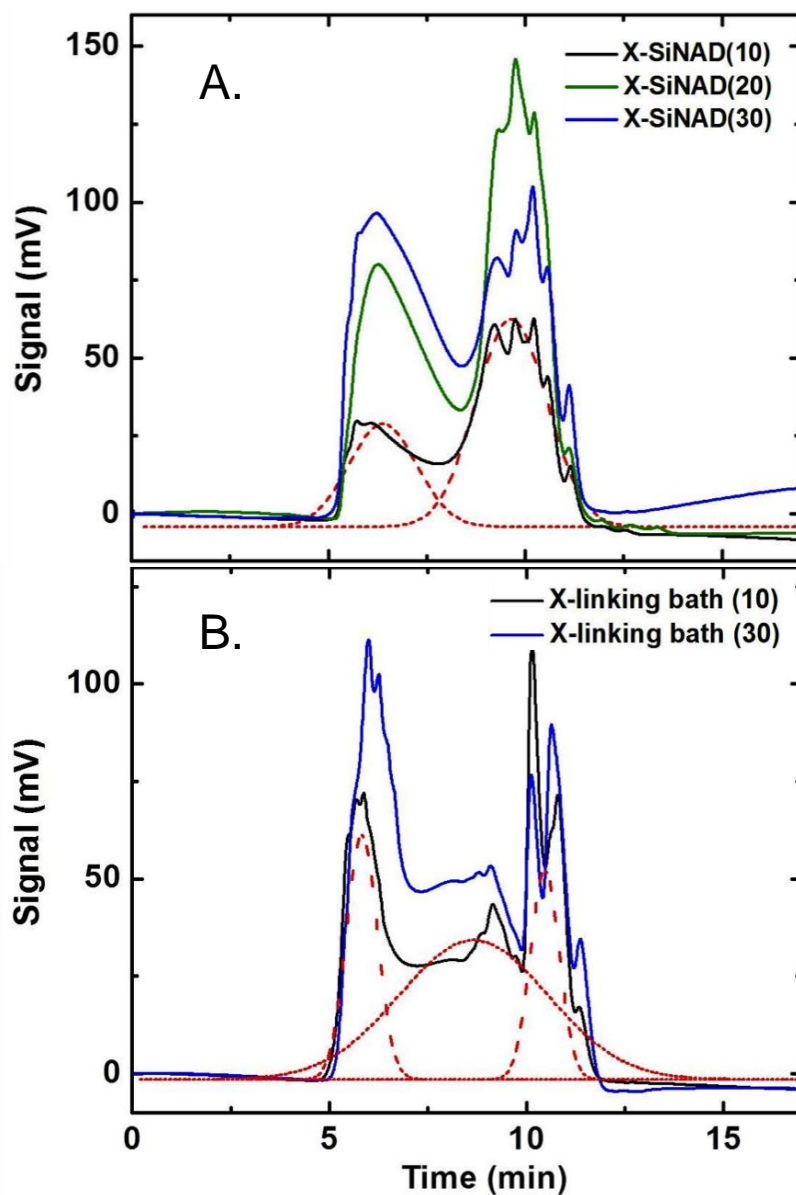 A.
X-SiNAD(10)
X-SiNAD(20)
X-SiNAD(30)
150
100
50
0
Signal (mV)
B.
X-linking bath (10)
X-linking bath (30)
100
50
0
Signal (mV)
0 5 10 15
Time (min)